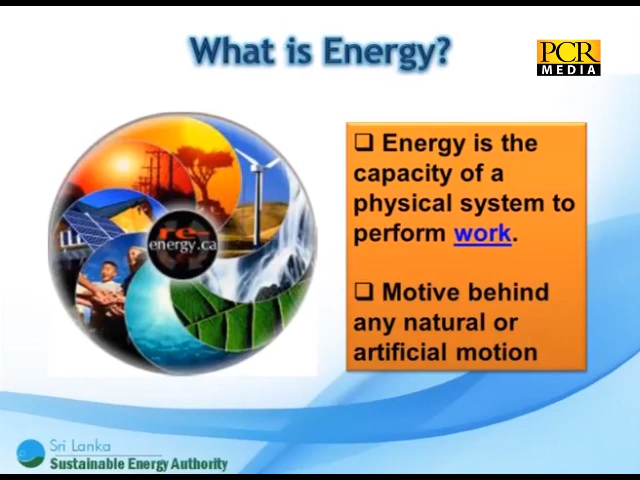 What is Energy?
PCR
MEDIA
re-
energy.ca
❑ Energy is the
capacity of a
physical system to
perform work.
❑ Motive behind
any natural or
artificial motion
Sri Lanka
Sustainable Energy Authority